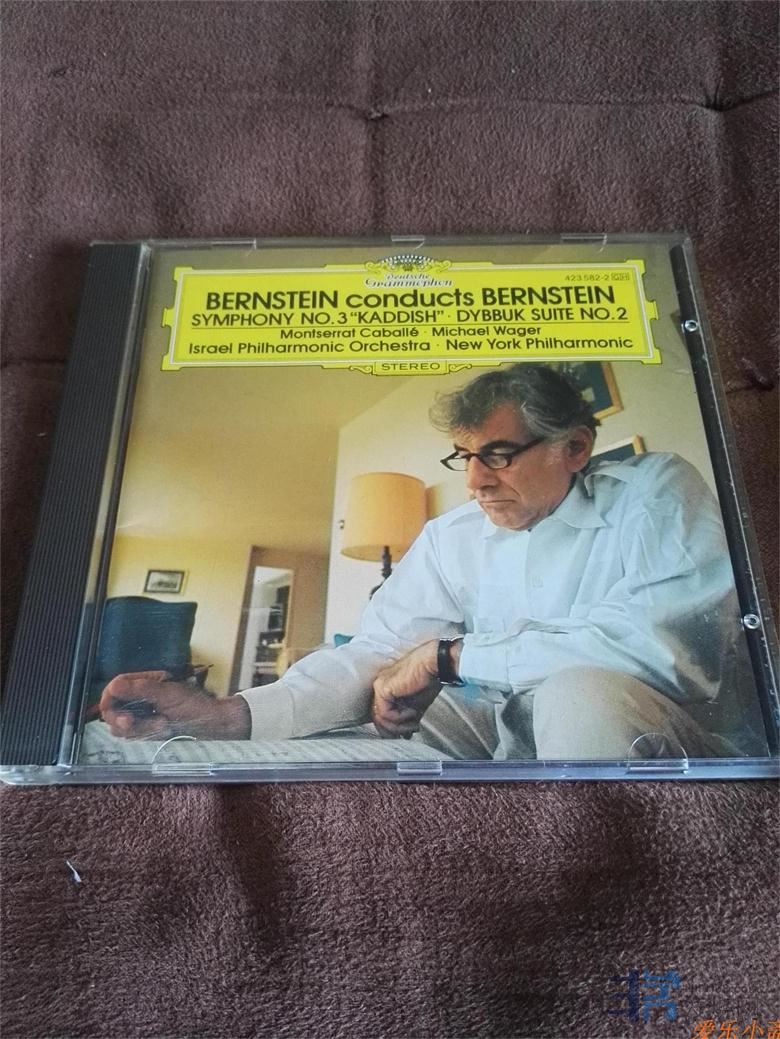 Deutsche
Grammophon
423 582-2 GH
BERNSTEIN conducts BERNSTEIN
SYMPHONY NO.3 "KADDISH" · DYBBUK SUITE NO.2
Montserrat Caballé · Michael Wager
Israel Philharmonic Orchestra · New York Philharmonic
STEREO
爱乐小